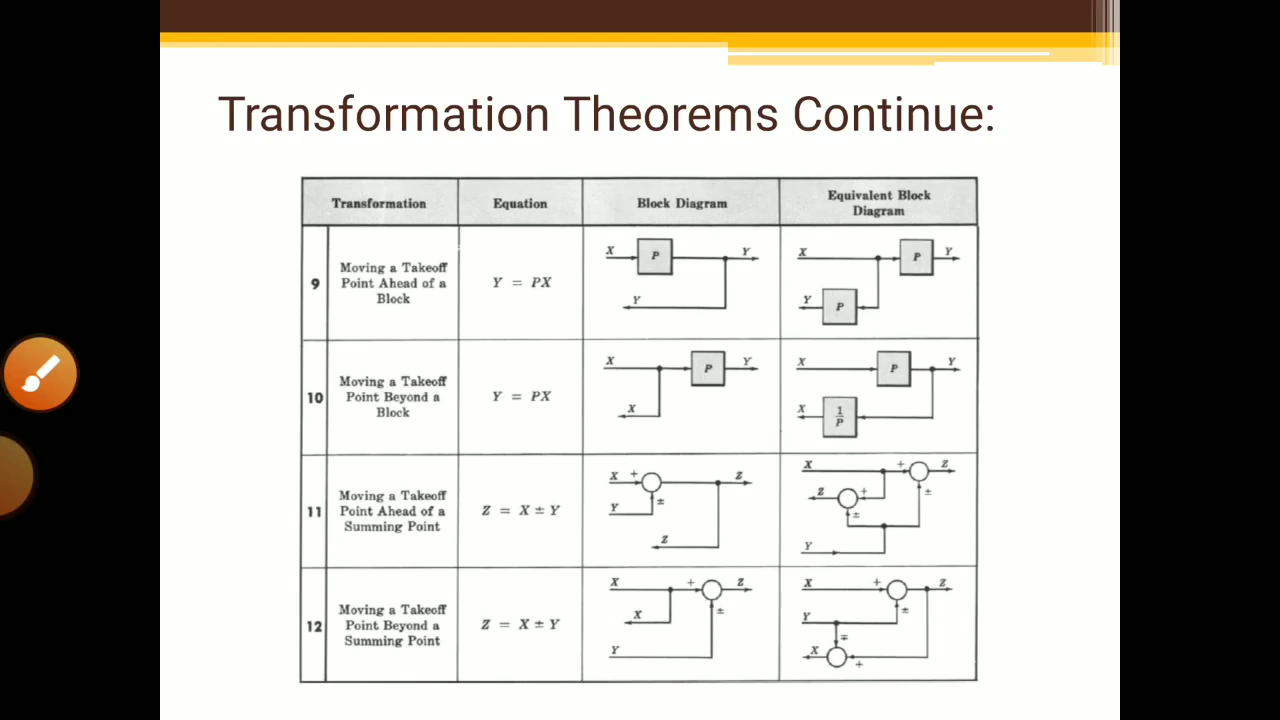 Transformation Theorems Continue:
Transformation Equation Block Diagram Equivalent Block
Diagram
9 Moving a Takeoff
Point Ahead of a
Block
Y = PX
X P Y
Y
X P Y
Y P
10 Moving a Takeoff
Point Beyond a
Block
Y = PX
X P Y
X
X P Y
X 1
P
11 Moving a Takeoff
Point Ahead of a
Summing Point
Z = X ± Y
X + Z
Y ±
Z
X + Z
Z + ±
±
Y
12 Moving a Takeoff
Point Beyond a
Summing Point
Z = X ± Y
X + Z
X ±
Y
X + Z
Y ±
∓
X +